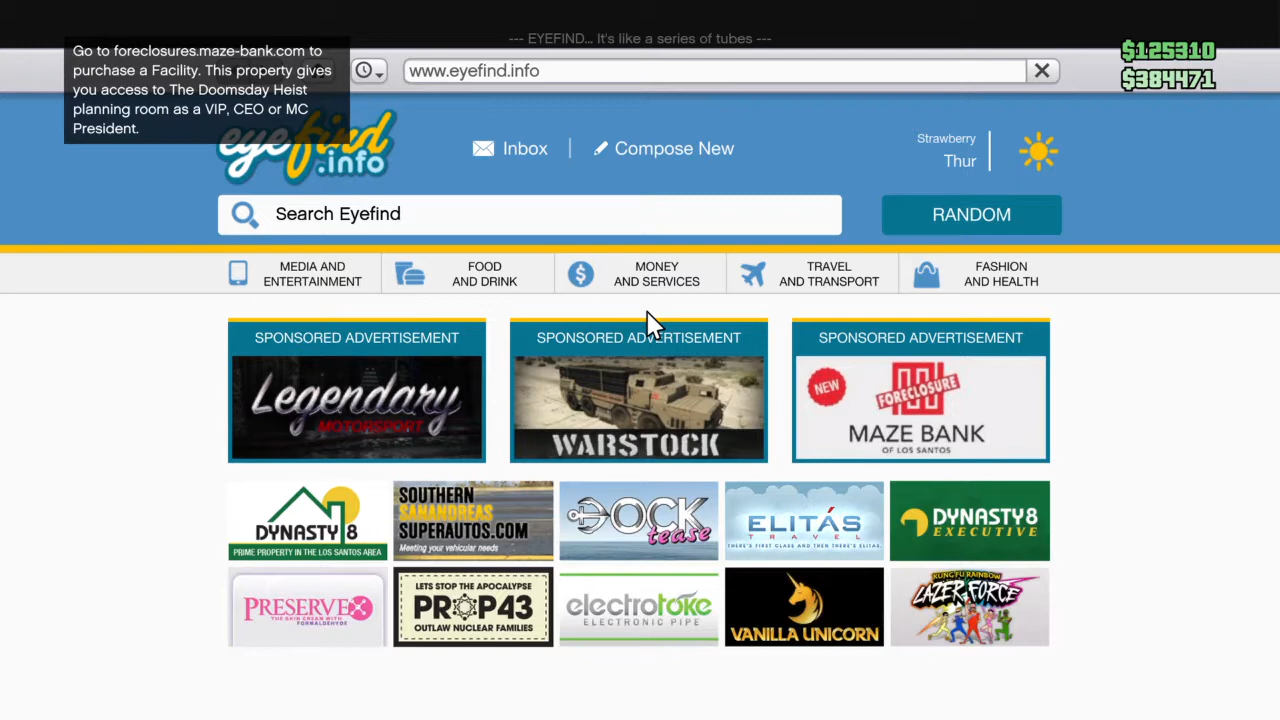 --- EYEFIND... It's like a series of tubes ---
Go to foreclosures.maze-bank.com to
purchase a Facility. This property gives
you access to The Doomsday Heist
planning room as a VIP, CEO or MC
President.
www.eyefind.info
$125310
$384471
eyefind
.info
Inbox
Compose New
Strawberry
Thur
Search Eyefind
RANDOM
MEDIA AND
ENTERTAINMENT
FOOD
AND DRINK
MONEY
AND SERVICES
TRAVEL
AND TRANSPORT
FASHION
AND HEALTH
SPONSORED ADVERTISEMENT
Legendary
MOTORSPORT
SPONSORED ADVERTISEMENT
WARSTOCK
SPONSORED ADVERTISEMENT
NEW
FORECLOSURE
MAZE BANK
OF LOS SANTOS
DYNASTY 8
PRIME PROPERTY IN THE LOS SANTOS AREA
SOUTHERN
SANANDREAS
SUPERAUTOS.COM
Meeting your vehicular needs
DOCK
tease
ELITÁS
TRAVEL
THERE'S FIRST CLASS AND THEN THERE'S ELITAS
DYNASTY 8
EXECUTIVE
PRESERVEX
THE SKIN CREAM WITH
FORMALDEHYDE
LETS STOP THE APOCALYPSE
PROP43
OUTLAW NUCLEAR FAMILIES
electrotoke
ELECTRONIC PIPE
VANILLA UNICORN
KUNG FU RAINBOW
LAZER FORCE